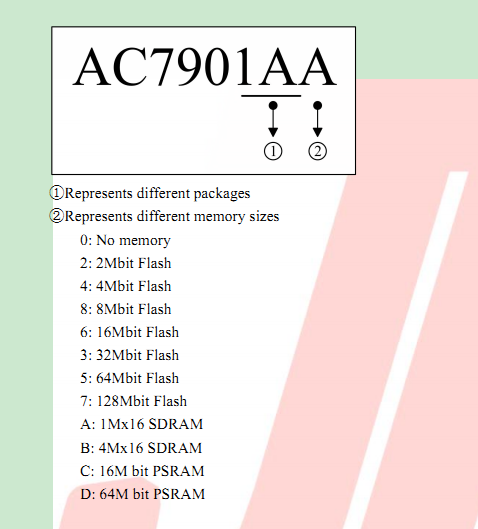 AC7901AA
① ②
①Represents different packages
②Represents different memory sizes
0: No memory
2: 2Mbit Flash
4: 4Mbit Flash
8: 8Mbit Flash
6: 16Mbit Flash
3: 32Mbit Flash
5: 64Mbit Flash
7: 128Mbit Flash
A: 1Mx16 SDRAM
B: 4Mx16 SDRAM
C: 16M bit PSRAM
D: 64M bit PSRAM